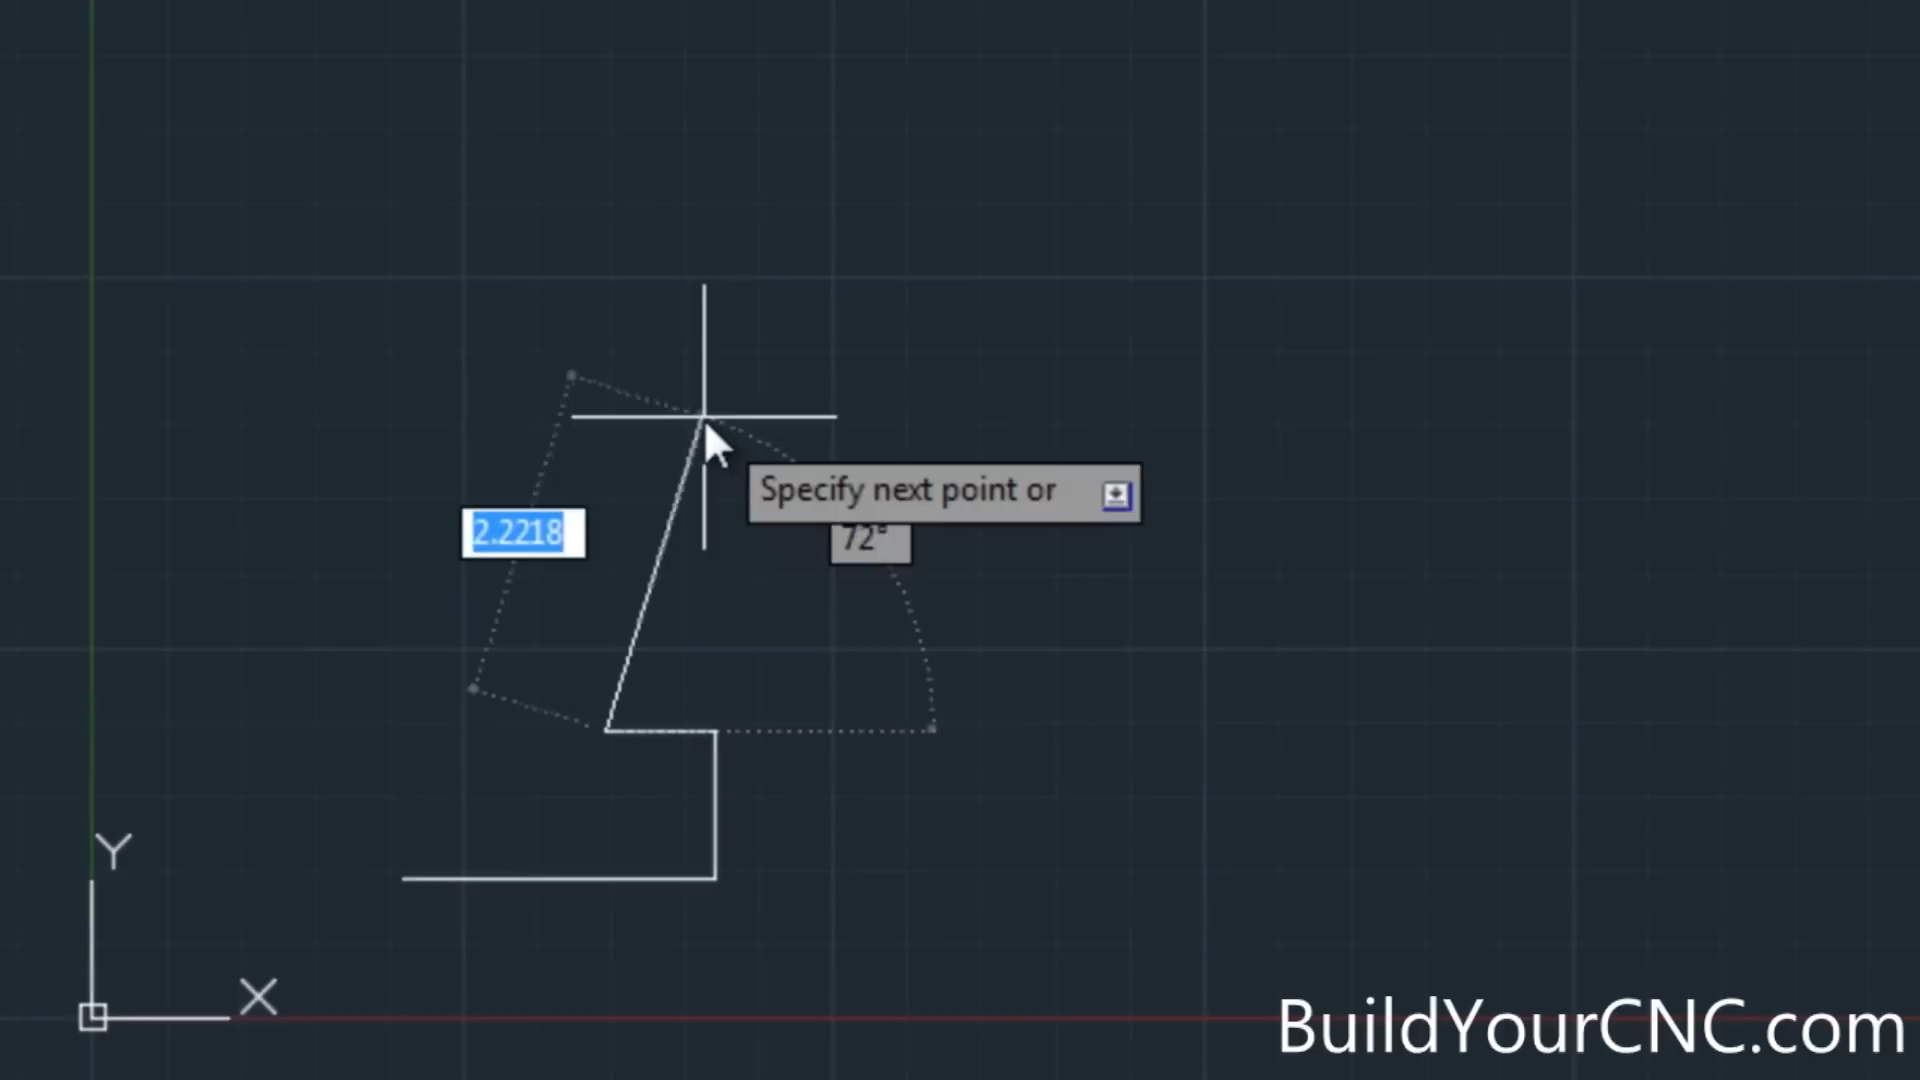 Specify next point or
2.2218
72°
Y
X
BuildYourCNC.com